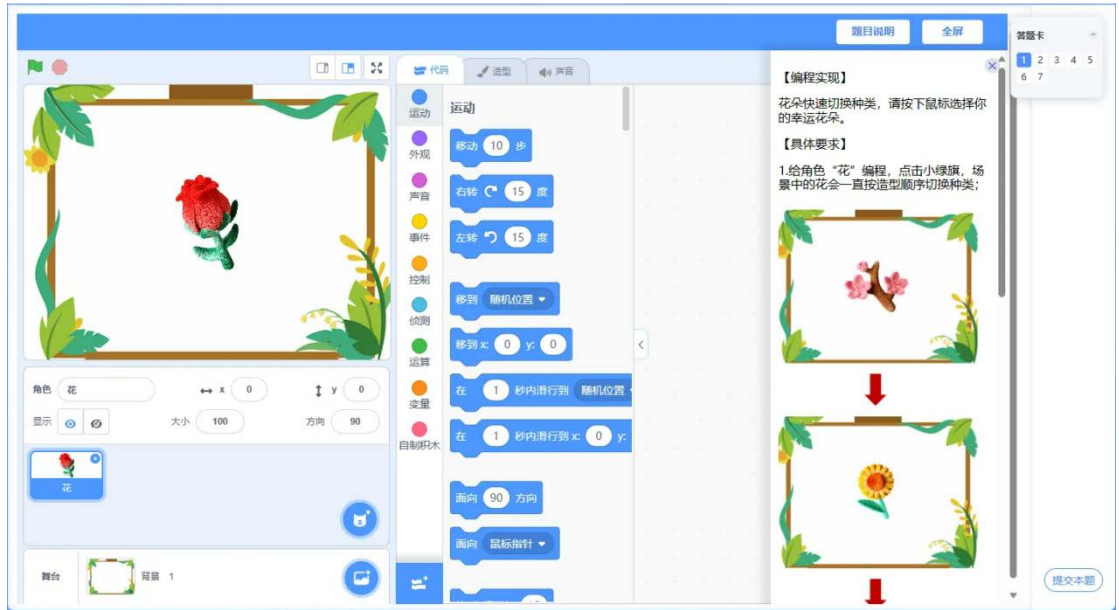 题目说明
全屏
答题卡
1 2 3 4 5
6 7
代码
造型
声音
运动
外观
声音
事件
控制
侦测
运算
变量
自制积木
运动
移动 10 步
右转 15 度
左转 15 度
移到 随机位置
移到 x: 0 y: 0
在 1 秒内滑行到 随机位置
在 1 秒内滑行到 x: 0 y:
面向 90 方向
面向 鼠标指针
【编程实现】
花朵快速切换种类,请按下鼠标选择你
的幸运花朵。
【具体要求】
1.给角色“花”编程,点击小绿旗,场
景中的花会一直按造型顺序切换种类;
角色 花 x 0 y 0
显示 大小 100 方向 90
花
舞台
背景 1
提交本题